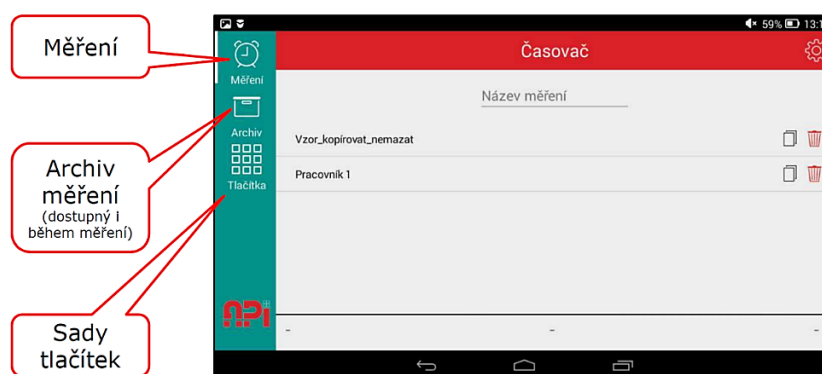 Měření
Archiv
měření
(dostupný i
během měření)
Sady
tlačítek
59% 13:1
Časovač
Měření
Archiv
Tlačítka
Název měření
Vzor_kopírovat_nemazat
Pracovník 1
API
- - -